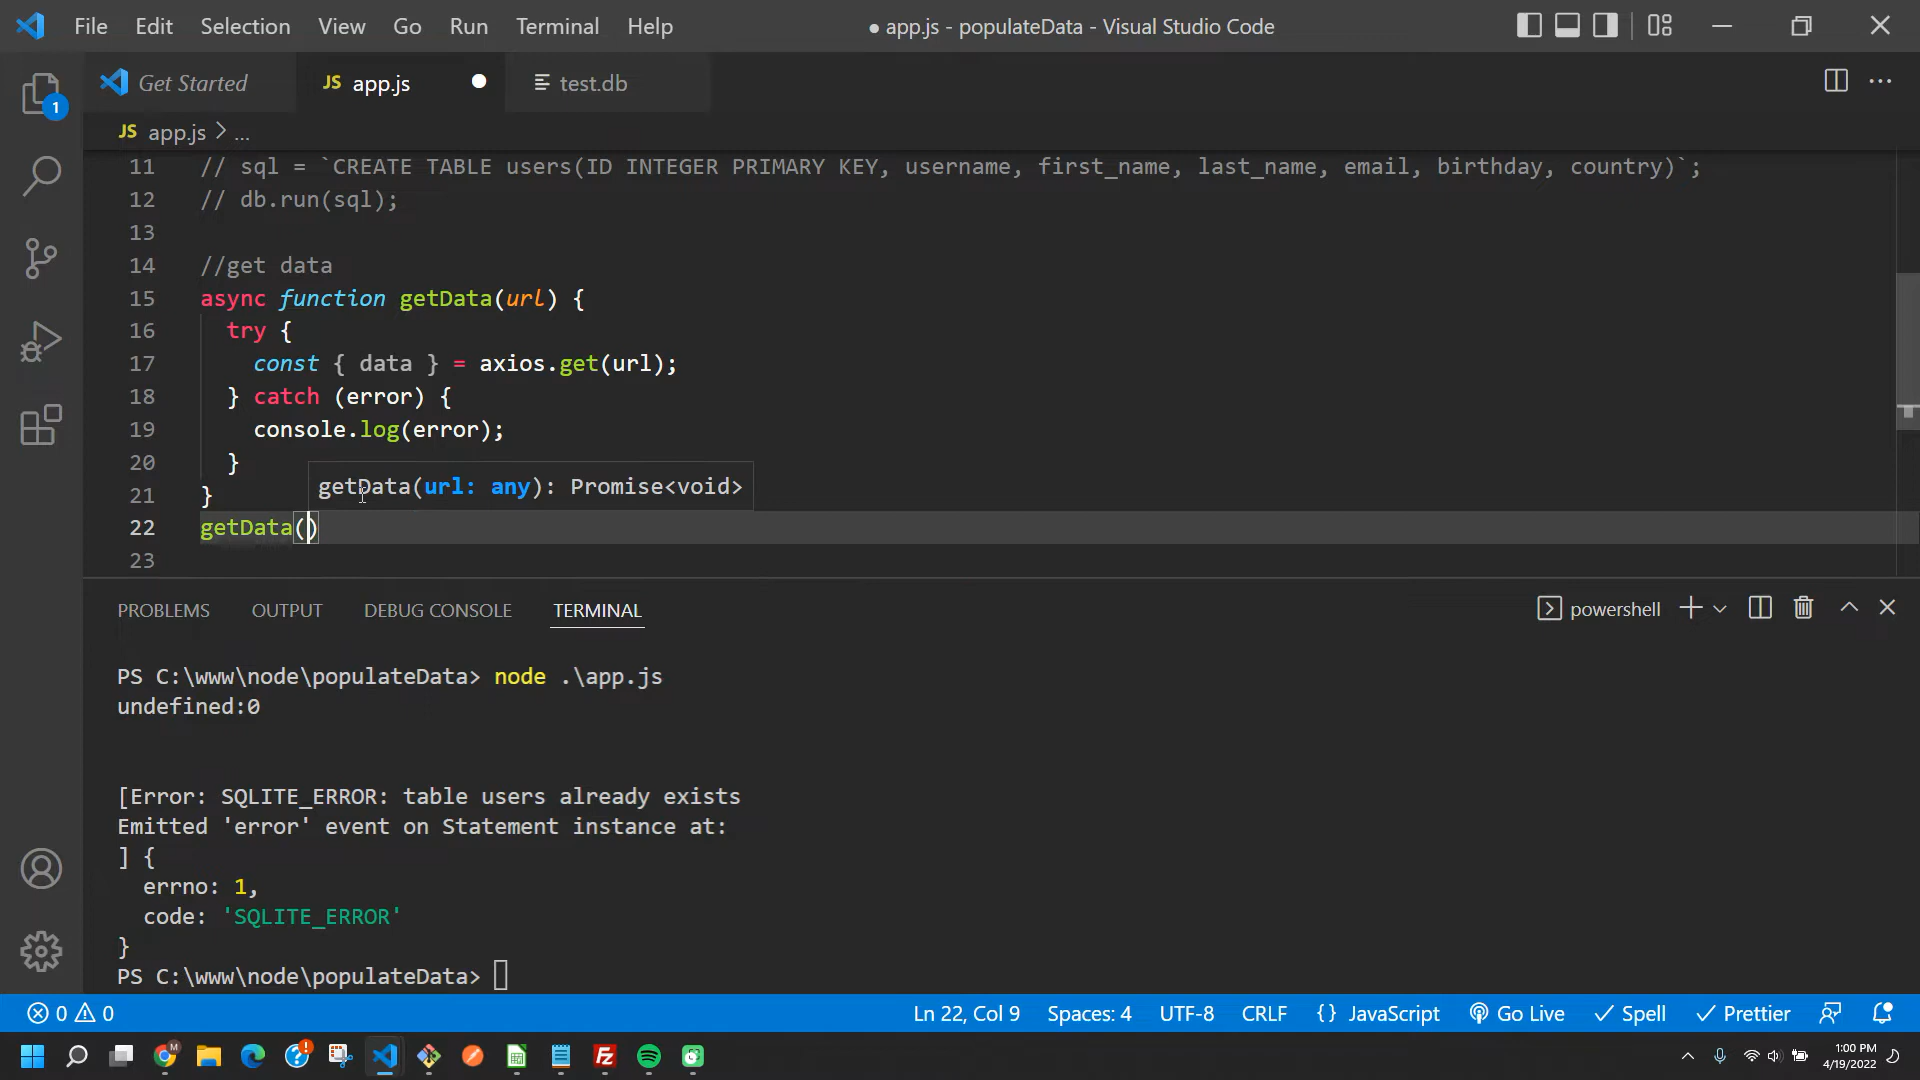 File Edit Selection View Go Run Terminal Help ● app.js - populateData - Visual Studio Code
Get Started JS app.js test.db
JS app.js > ...
11 // sql = `CREATE TABLE users(ID INTEGER PRIMARY KEY, username, first_name, last_name, email, birthday, country)`;
12 // db.run(sql);
13
14 //get data
15 async function getData(url) {
16 try {
17 const { data } = axios.get(url);
18 } catch (error) {
19 console.log(error);
20 }
getData(url: any): Promise<void>
21 }
22 getData()
23
PROBLEMS OUTPUT DEBUG CONSOLE TERMINAL powershell
PS C:\www\node\populateData> node .\app.js
undefined:0
[Error: SQLITE_ERROR: table users already exists
Emitted 'error' event on Statement instance at:
] {
errno: 1,
code: 'SQLITE_ERROR'
}
PS C:\www\node\populateData>
0 0 Ln 22, Col 9 Spaces: 4 UTF-8 CRLF {} JavaScript Go Live Spell Prettier
1:00 PM
4/19/2022